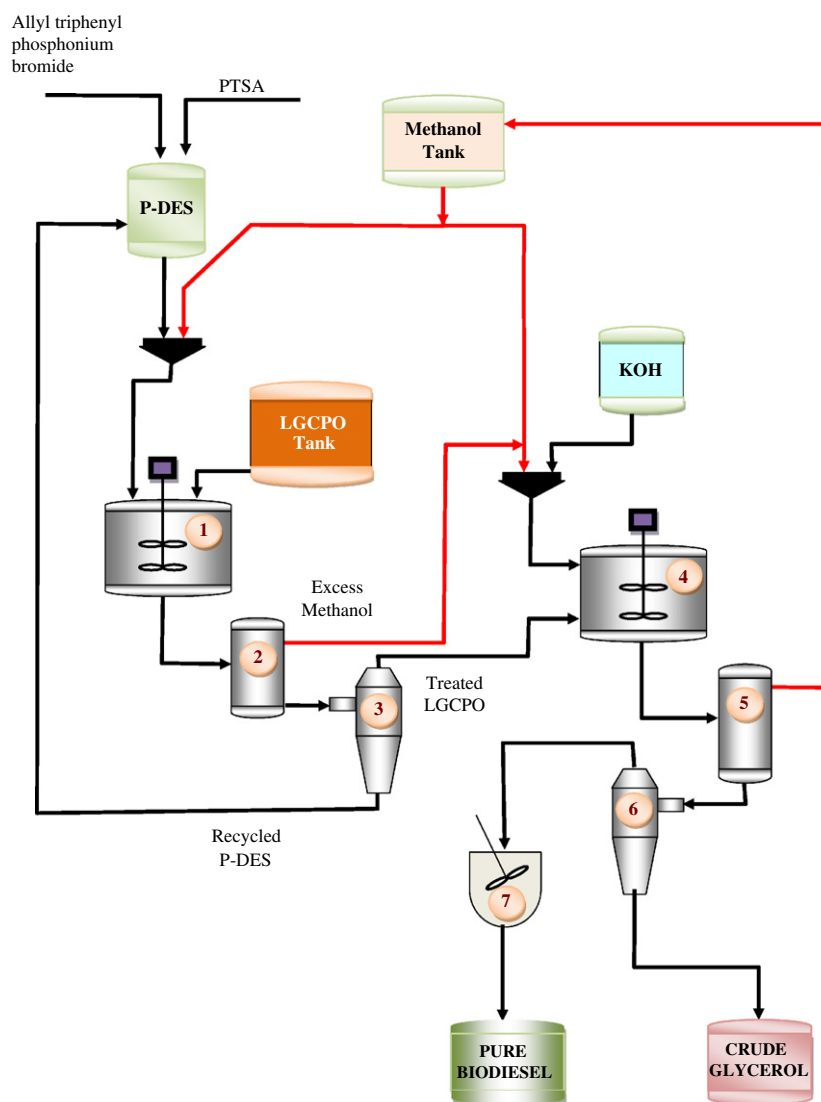 Allyl triphenyl
phosphonium
bromide
PTSA
Methanol
Tank
P-DES
KOH
LGCPO
Tank
1
Excess
Methanol
4
2
Treated
LGCPO
3
5
Recycled
P-DES
6
7
PURE
BIODIESEL
CRUDE
GLYCEROL